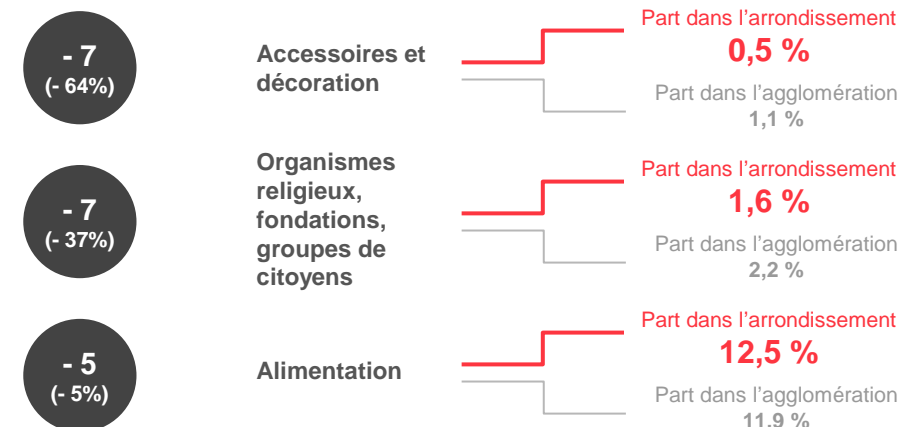 - 7
(- 64%)
Accessoires et
décoration
Part dans l'arrondissement
0,5 %
Part dans l'agglomération
1,1 %
- 7
(- 37%)
Organismes
religieux,
fondations,
groupes de
citoyens
Part dans l'arrondissement
1,6 %
Part dans l'agglomération
2,2 %
- 5
(- 5%)
Alimentation
Part dans l'arrondissement
12,5 %
Part dans l'agglomération
11,9 %